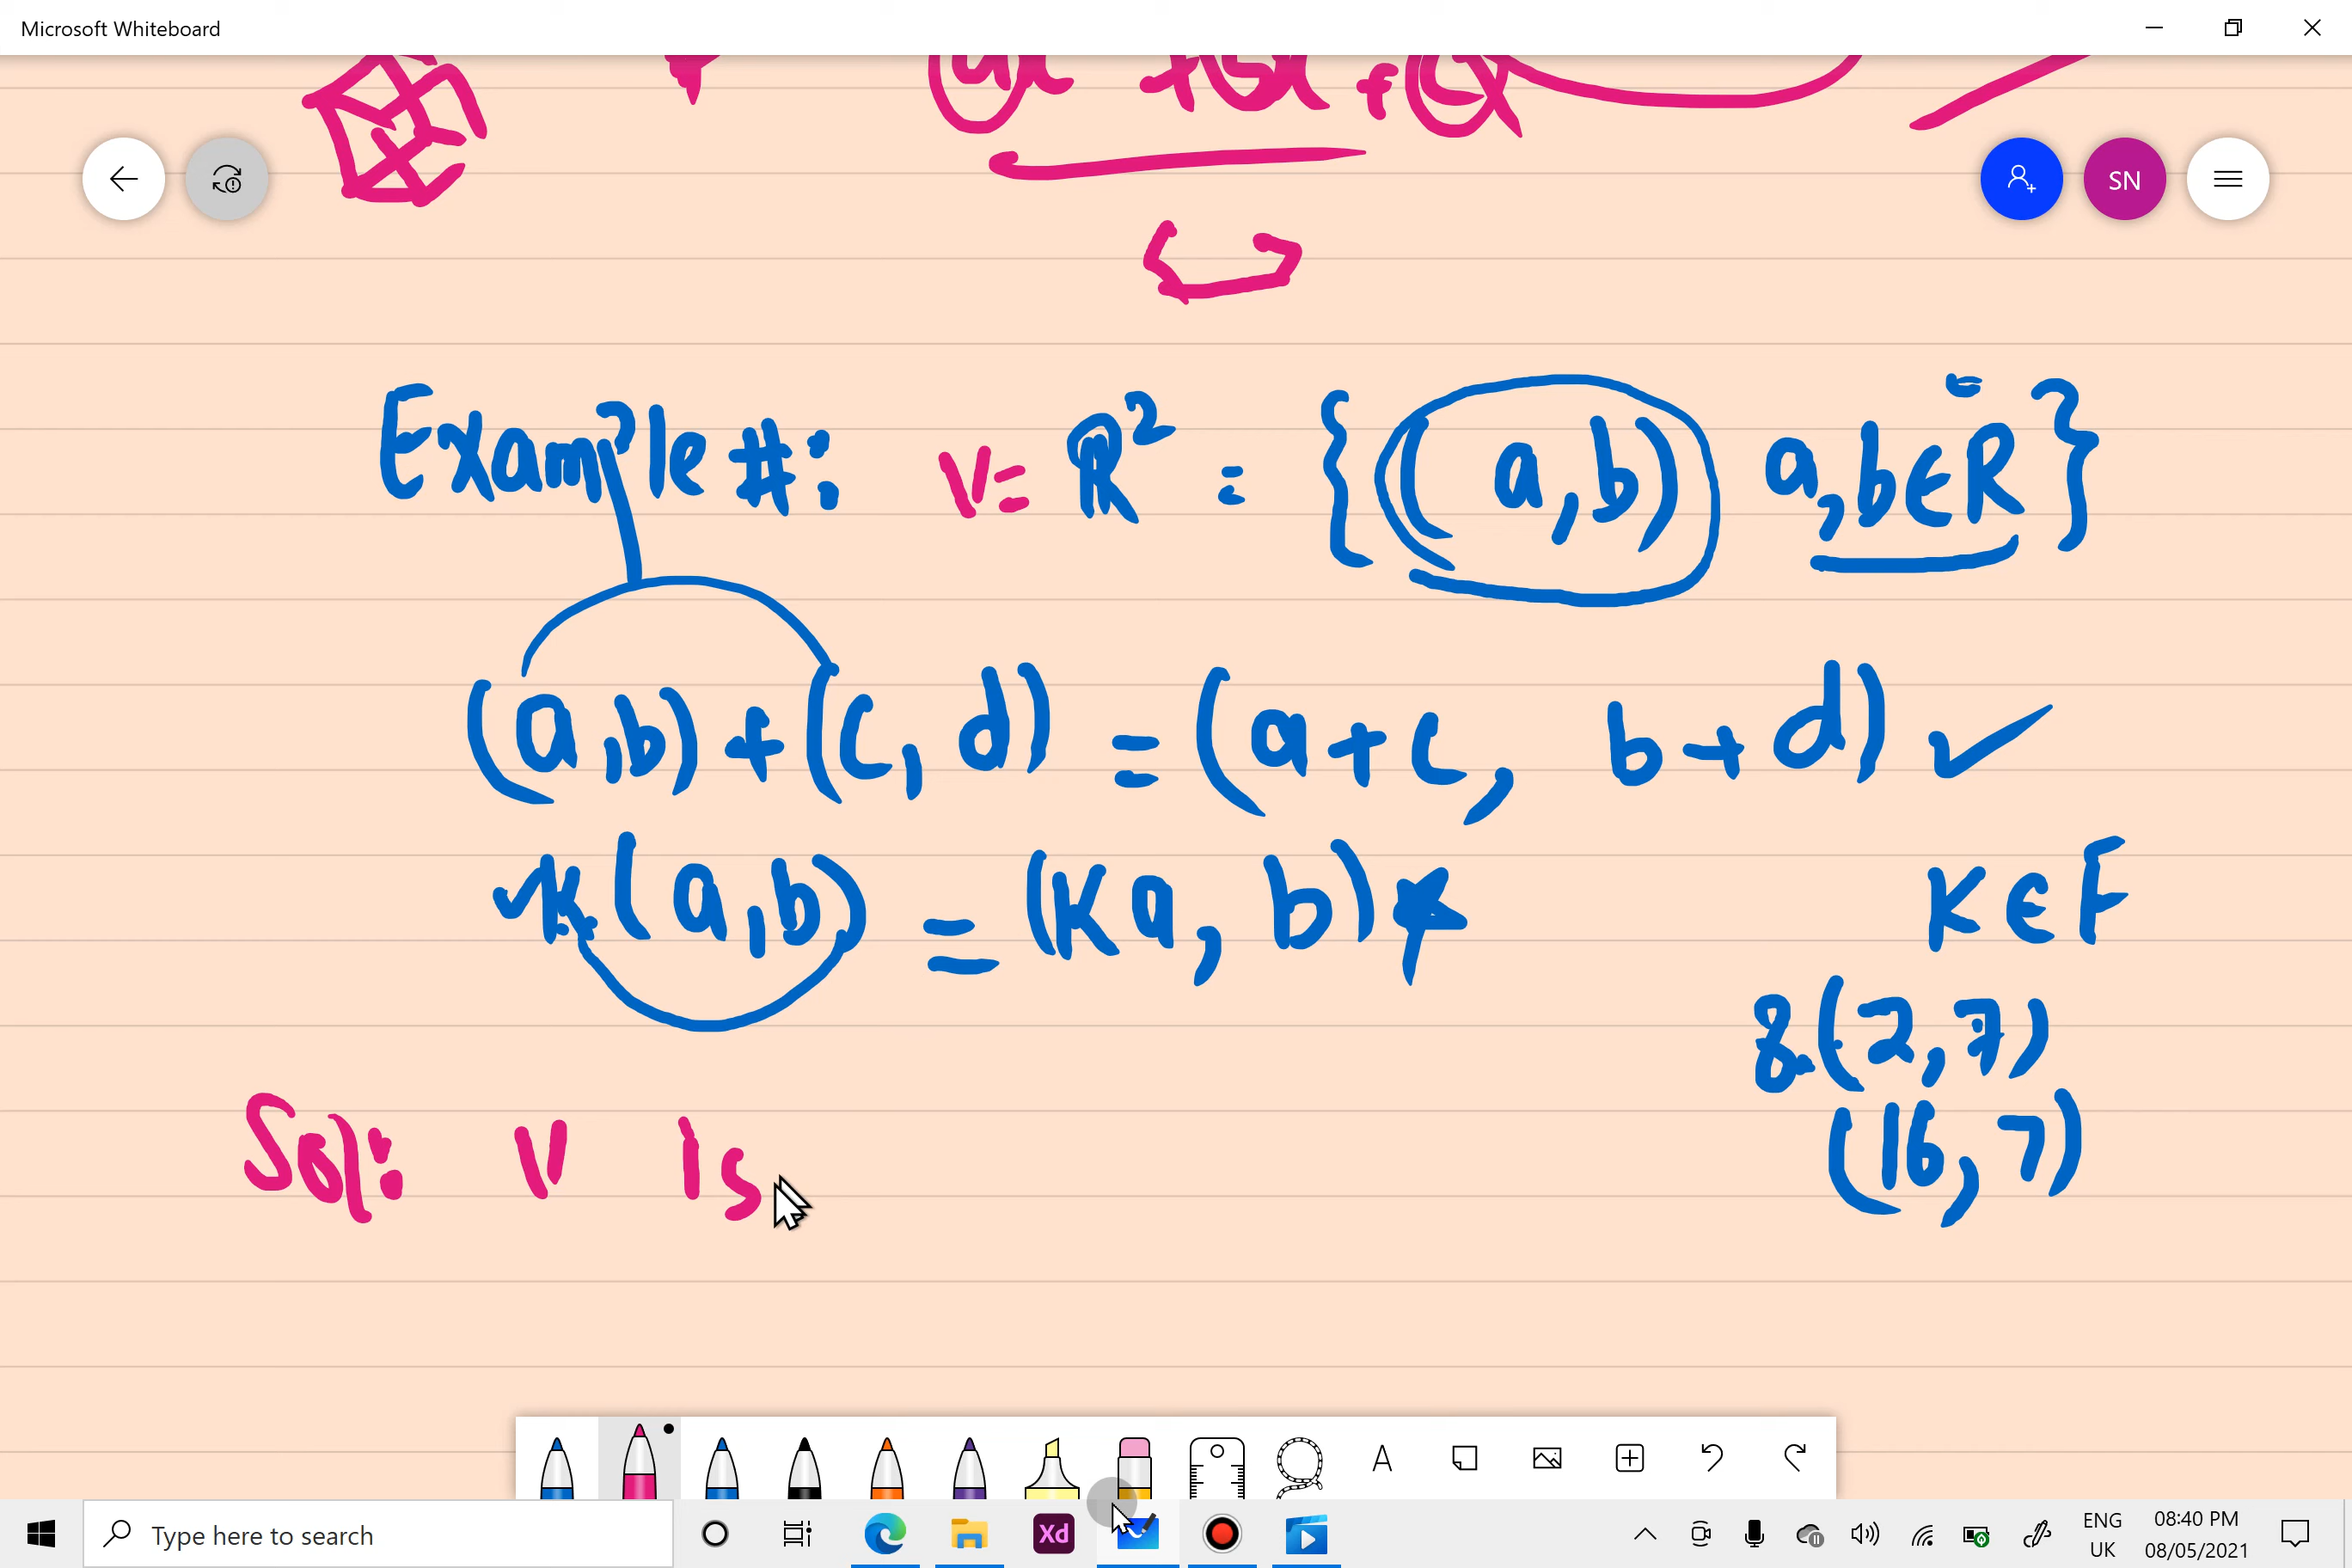 Microsoft Whiteboard
SN
Example #: V= R² = {(a,b) a,b∈R}
(a,b)+(c,d) = (a+c, b+d) ✓
k(a,b) = (Ka, b)
K∈F
8.(2,7)
(16,7)
Sol: V Is
Type here to search
Xd
ENG
UK
08:40 PM
08/05/2021